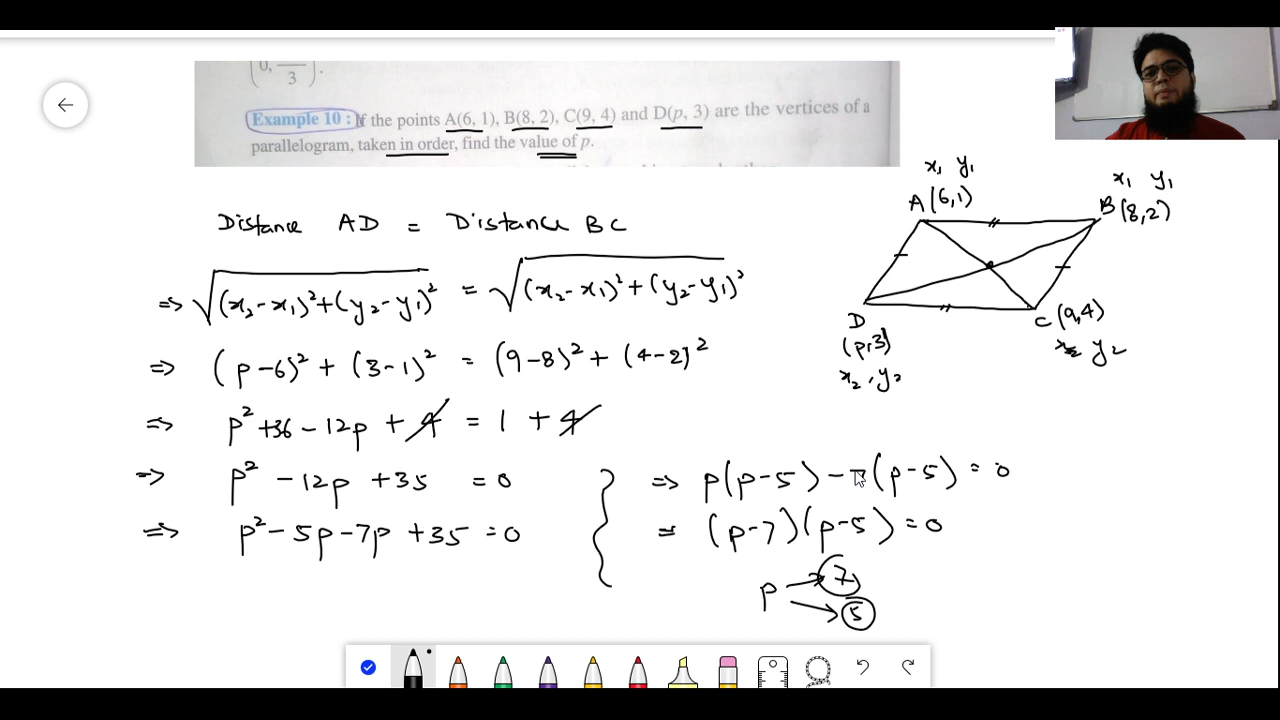 (0, — 3).
Example 10 : If the points A(6, 1), B(8, 2), C(9, 4) and D(p, 3) are the vertices of a
parallelogram, taken in order, find the value of p.
x₁ y₁
A(6,1)
x₁ y₁
B(8,2)
Distance AD = Distance BC
⇒ √(x₂-x₁)²+(y₂-y₁)² = √(x₂-x₁)²+(y₂-y₁)²
D
(p,3)
x₂, y₂
C(9,4)
x₂ y₂
⇒ (p-6)² + (3-1)² = (9-8)² + (4-2)²
⇒ p² +36 -12p + 4 = 1 + 4
⇒ p² - 12p +35 = 0
⇒ p² - 5p - 7p +35 = 0
⇒ p(p-5) - 7(p-5) = 0
= (p-7)(p-5) = 0
p → 7
→ 5